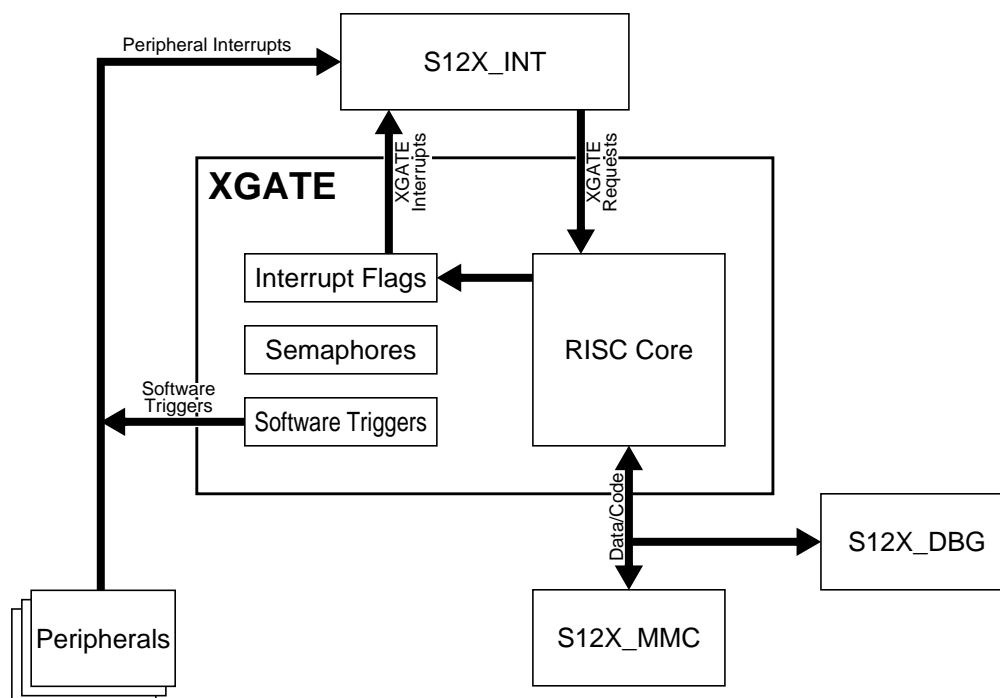 Peripheral Interrupts
S12X_INT
XGATE
Interrupts
XGATE
Requests
XGATE
Interrupt Flags
Semaphores
RISC Core
Software
Triggers
Software Triggers
Data/Code
S12X_DBG
Peripherals
S12X_MMC